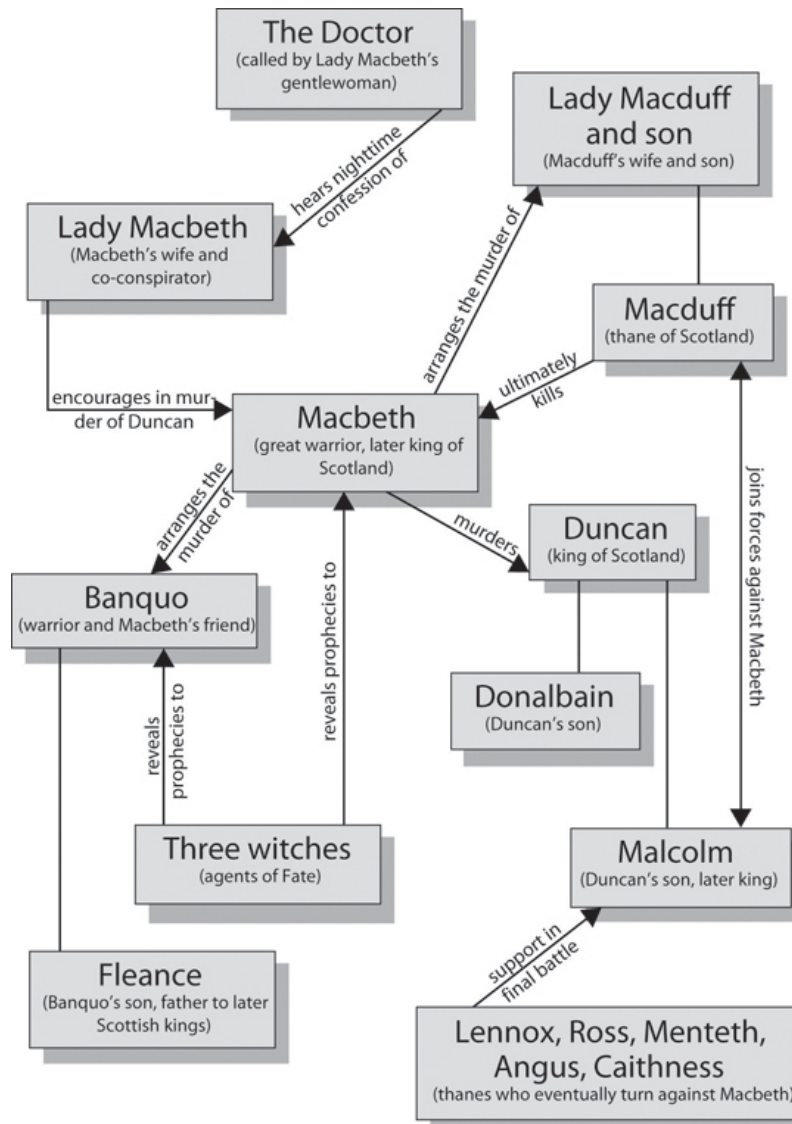 The Doctor
(called by Lady Macbeth's
gentlewoman)
hears nighttime
confession of
Lady Macduff
and son
(Macduff's wife and son)
Lady Macbeth
(Macbeth's wife and
co-conspirator)
arranges the murder of
Macduff
(thane of Scotland)
ultimately
kills
encourages in mur-
der of Duncan
Macbeth
(great warrior, later king of
Scotland)
arranges the
murder of
murders
Duncan
(king of Scotland)
joins forces against Macbeth
Banquo
(warrior and Macbeth's friend)
reveals prophecies to
reveals
prophecies to
Donalbain
(Duncan's son)
Three witches
(agents of Fate)
Malcolm
(Duncan's son, later king)
support in
final battle
Fleance
(Banquo's son, father to later
Scottish kings)
Lennox, Ross, Menteth,
Angus, Caithness
(thanes who eventually turn against Macbeth)